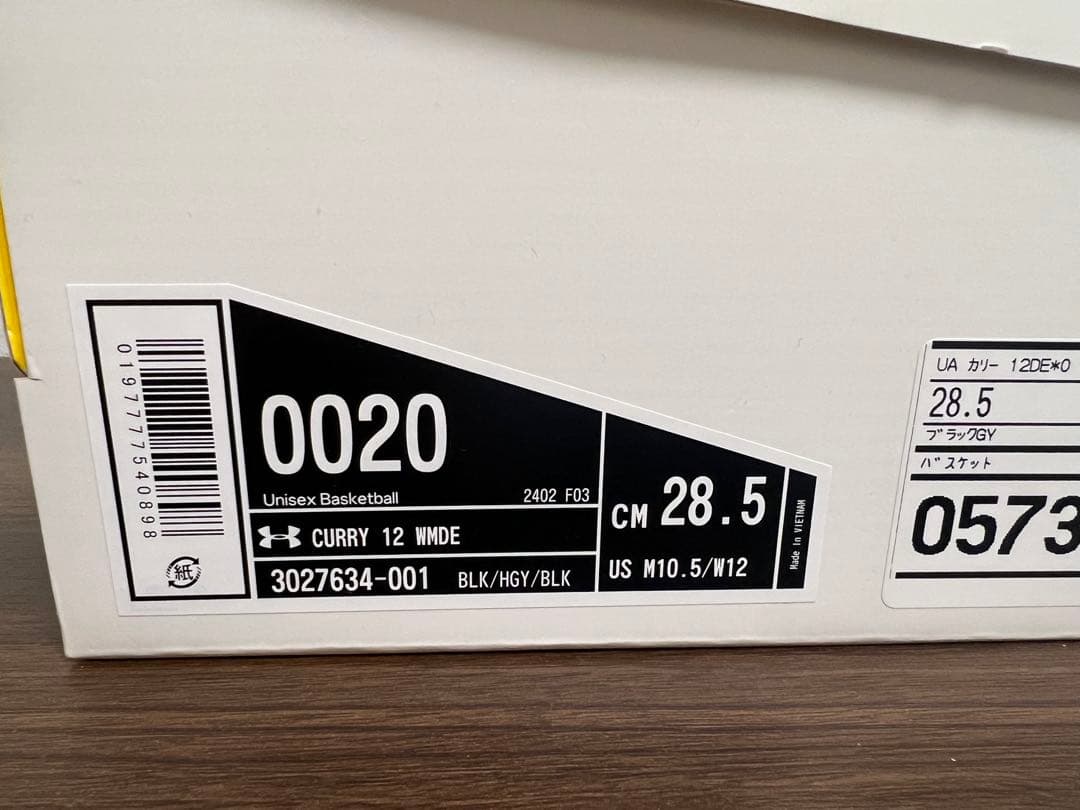 0197777540898
紙
0020
Unisex Basketball 2402 F03
CURRY 12 WMDE
3027634-001 BLK/HGY/BLK
CM 28.5
US M10.5/W12
Made In VIETNAM
UA カリー 12DE*0
28.5
ブラックGY
バスケット
0573